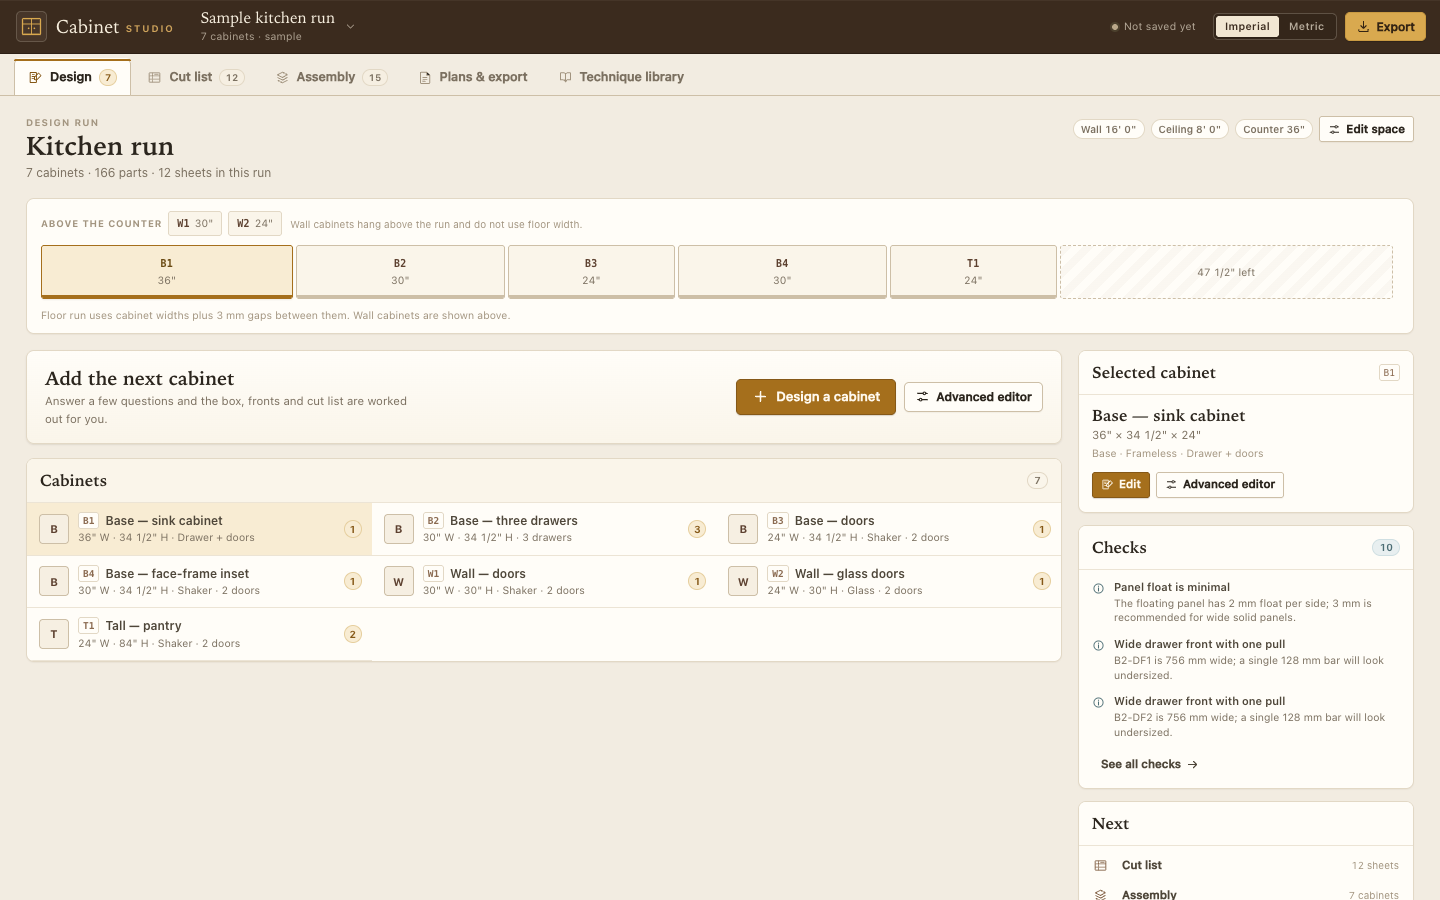 Cabinet STUDIO
Sample kitchen run
7 cabinets · sample
Not saved yet
Imperial
Metric
Export
Design 7
Cut list 12
Assembly 15
Plans & export
Technique library
DESIGN RUN
Kitchen run
7 cabinets · 166 parts · 12 sheets in this run
Wall 16' 0"
Ceiling 8' 0"
Counter 36"
Edit space
ABOVE THE COUNTER
W1 30"
W2 24"
Wall cabinets hang above the run and do not use floor width.
B1
36"
B2
30"
B3
24"
B4
30"
T1
24"
47 1/2" left
Floor run uses cabinet widths plus 3 mm gaps between them. Wall cabinets are shown above.
Add the next cabinet
Answer a few questions and the box, fronts and cut list are worked
out for you.
Design a cabinet
Advanced editor
Cabinets
7
B
B1 Base — sink cabinet
36" W · 34 1/2" H · Drawer + doors
1
B
B2 Base — three drawers
30" W · 34 1/2" H · 3 drawers
3
B
B3 Base — doors
24" W · 34 1/2" H · Shaker · 2 doors
1
B
B4 Base — face-frame inset
30" W · 34 1/2" H · Shaker · 2 doors
1
W
W1 Wall — doors
30" W · 30" H · Shaker · 2 doors
1
W
W2 Wall — glass doors
24" W · 30" H · Glass · 2 doors
1
T
T1 Tall — pantry
24" W · 84" H · Shaker · 2 doors
2
Selected cabinet
B1
Base — sink cabinet
36" × 34 1/2" × 24"
Base · Frameless · Drawer + doors
Edit
Advanced editor
Checks
10
Panel float is minimal
The floating panel has 2 mm float per side; 3 mm is
recommended for wide solid panels.
Wide drawer front with one pull
B2-DF1 is 756 mm wide; a single 128 mm bar will look
undersized.
Wide drawer front with one pull
B2-DF2 is 756 mm wide; a single 128 mm bar will look
undersized.
See all checks →
Next
Cut list
12 sheets
Assembly
7 cabinets